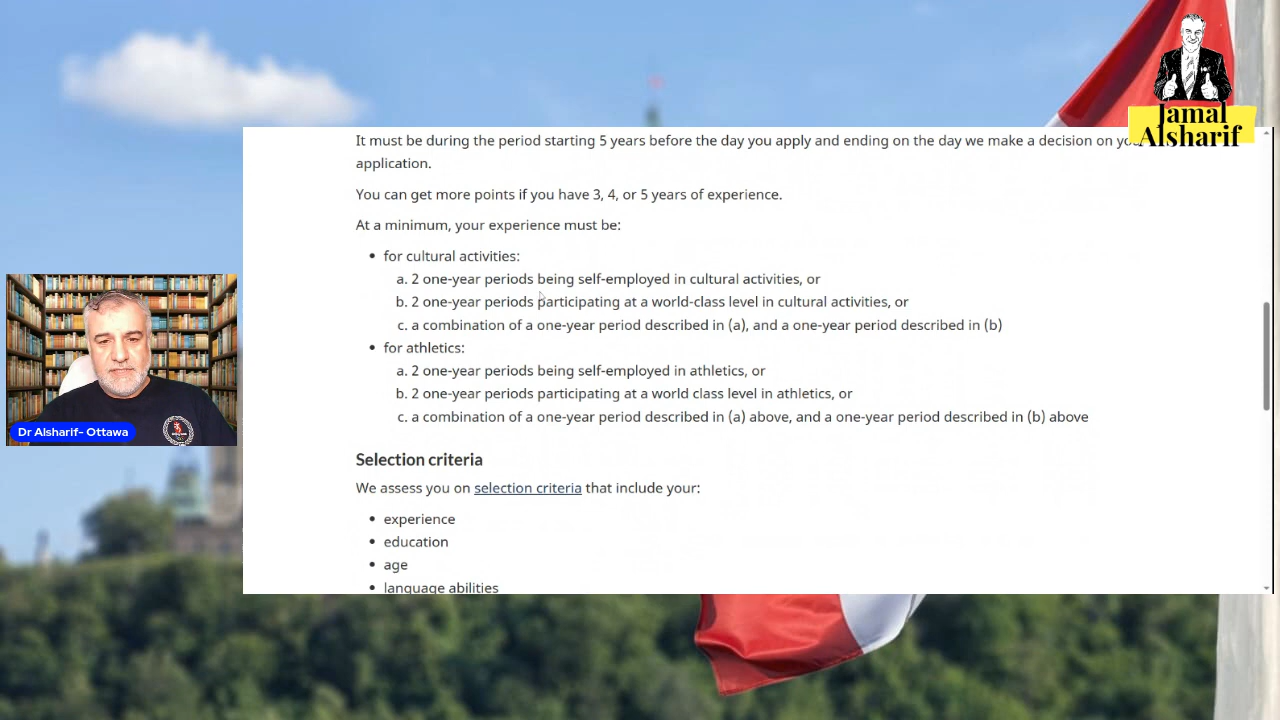 Jamal
Alsharif
It must be during the period starting 5 years before the day you apply and ending on the day we make a decision on
application.
You can get more points if you have 3, 4, or 5 years of experience.
At a minimum, your experience must be:
• for cultural activities:
a. 2 one-year periods being self-employed in cultural activities, or
b. 2 one-year periods participating at a world-class level in cultural activities, or
c. a combination of a one-year period described in (a), and a one-year period described in (b)
• for athletics:
a. 2 one-year periods being self-employed in athletics, or
b. 2 one-year periods participating at a world class level in athletics, or
c. a combination of a one-year period described in (a) above, and a one-year period described in (b) above
Dr Alsharif- Ottawa
Selection criteria
We assess you on selection criteria that include your:
• experience
• education
• age
• language abilities